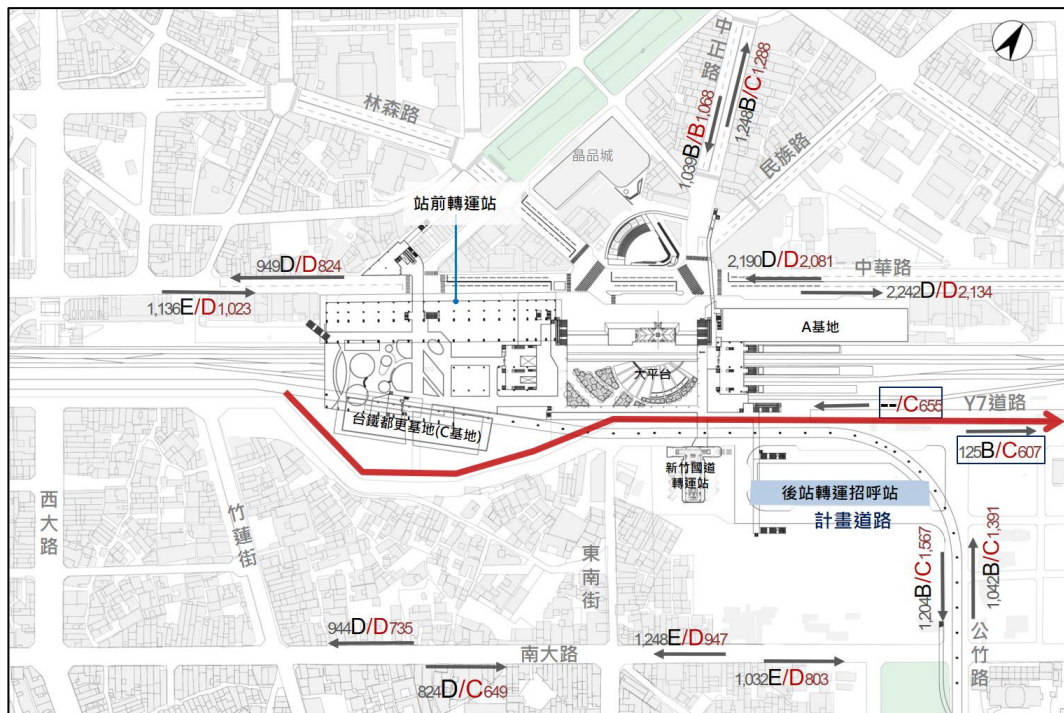 中正路
1,039B/B1,068
1,248B/C1,288
林森路
晶品城
民族路
站前轉運站
949D/D824
1,136E/D1,023
2,190D/D2,081
中華路
2,242D/D2,134
A基地
大平台
--/C655
Y7道路
125B/C607
台鐵都更基地(C基地)
新竹國道
轉運站
後站轉運招呼站
計畫道路
西大路
竹蓮街
東南街
1,204B/C1,567
1,042B/C1,391
公竹路
944D/D735
824D/C649
南大路
1,248E/D947
1,032E/D803